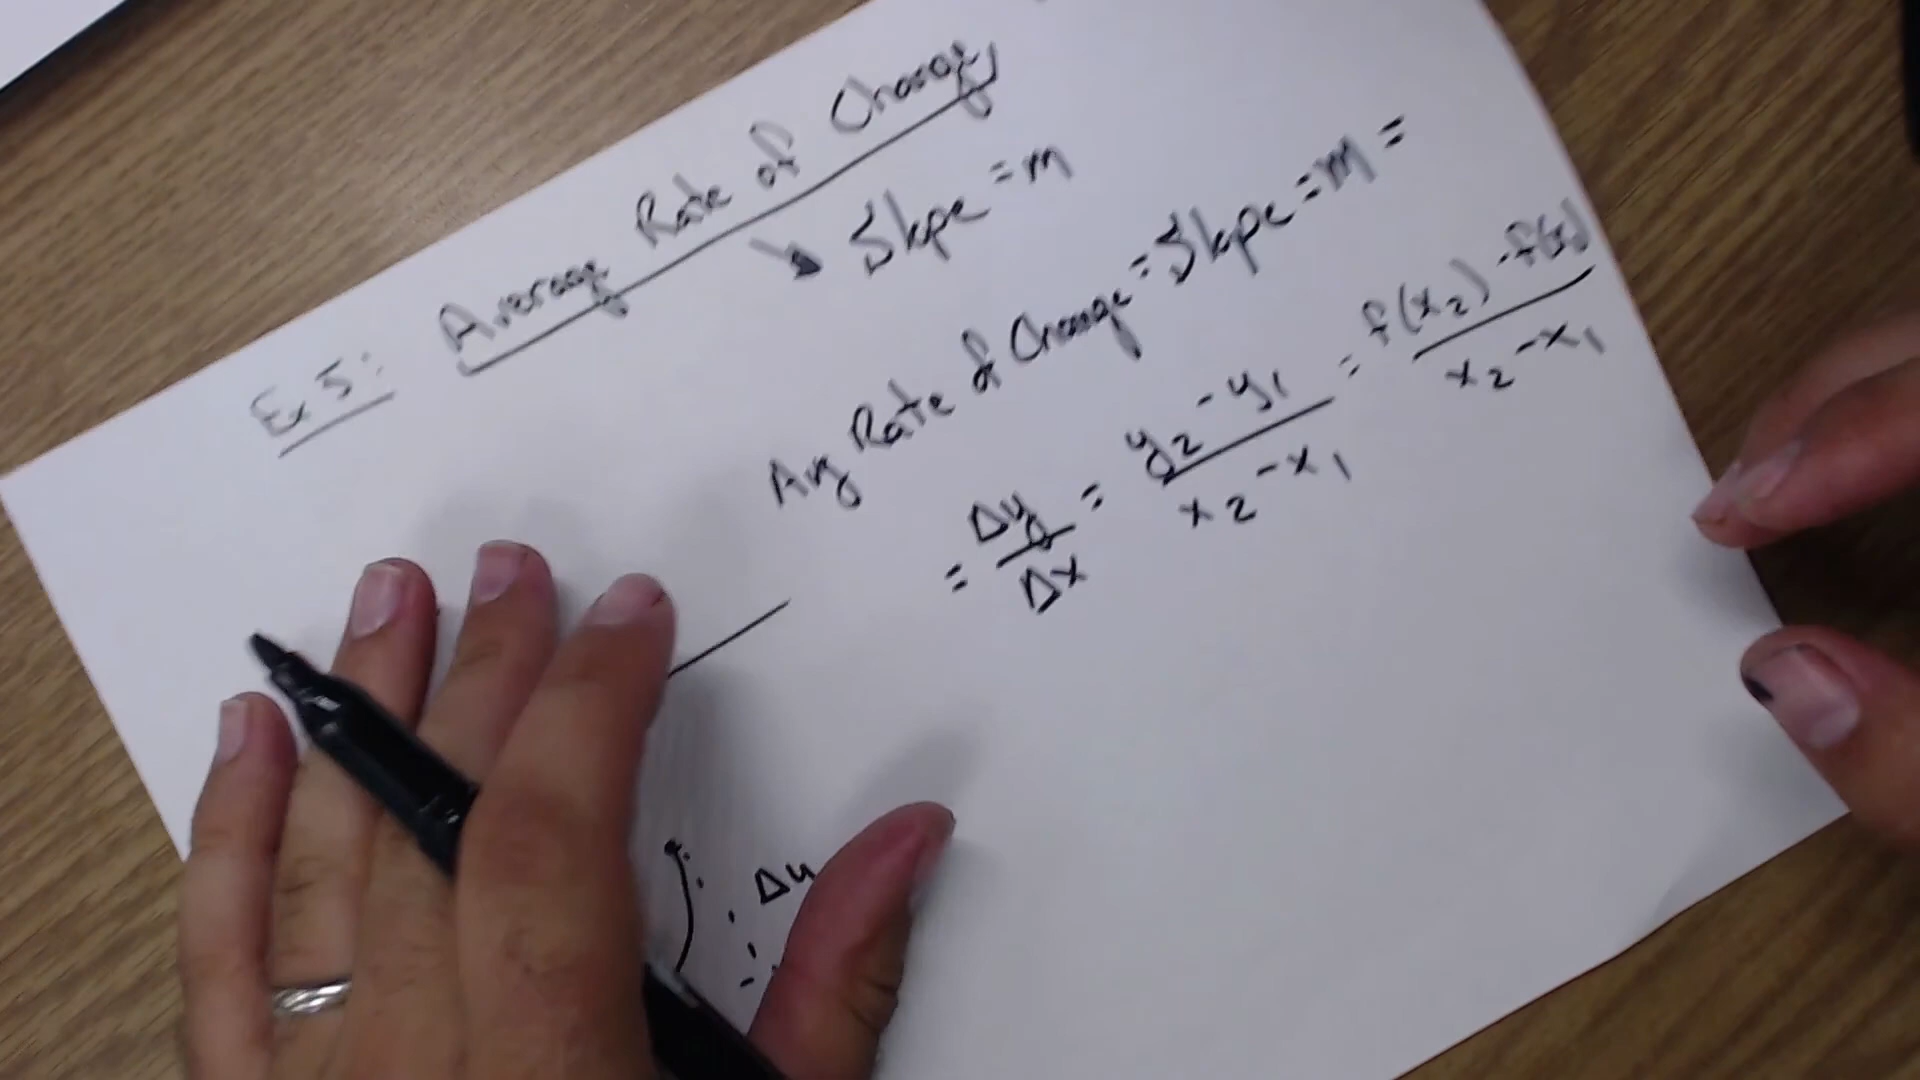 Ex 5: Average Rate of Change
Slope = m
Avg Rate of Change = Slope = m =
= Δy/Δx = y₂ - y₁/x₂ - x₁ = f(x₂) - f(x₁)/x₂ - x₁
Δy